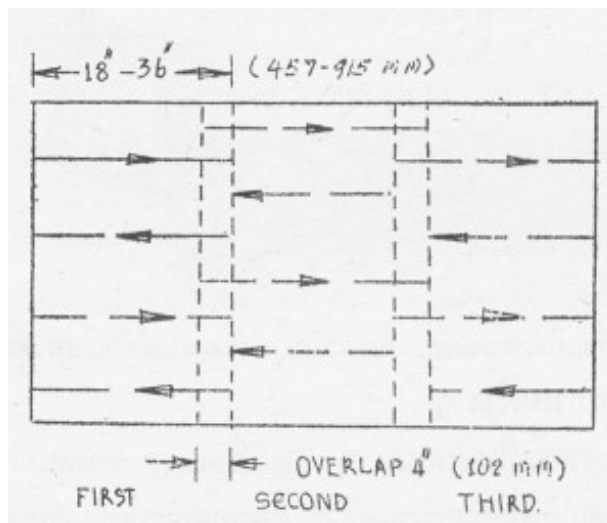 18" - 36" (457-915 mm)
OVERLAP 4" (102 mm)
FIRST SECOND THIRD.